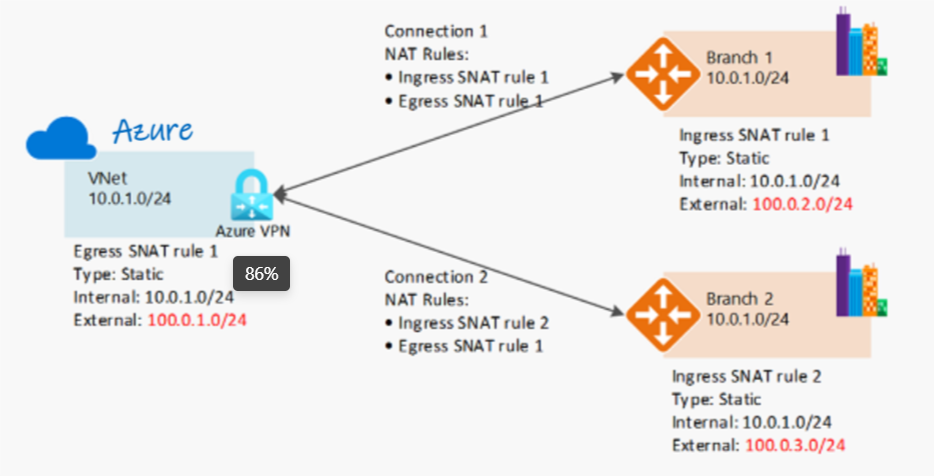 Connection 1
NAT Rules:
• Ingress SNAT rule 1
• Egress SNAT rule 1
Branch 1
10.0.1.0/24
Ingress SNAT rule 1
Type: Static
Internal: 10.0.1.0/24
External: 100.0.2.0/24
Azure
VNet
10.0.1.0/24
Azure VPN
Egress SNAT rule 1
Type: Static
Internal: 10.0.1.0/24
External: 100.0.1.0/24
86%
Connection 2
NAT Rules:
• Ingress SNAT rule 2
• Egress SNAT rule 1
Branch 2
10.0.1.0/24
Ingress SNAT rule 2
Type: Static
Internal: 10.0.1.0/24
External: 100.0.3.0/24